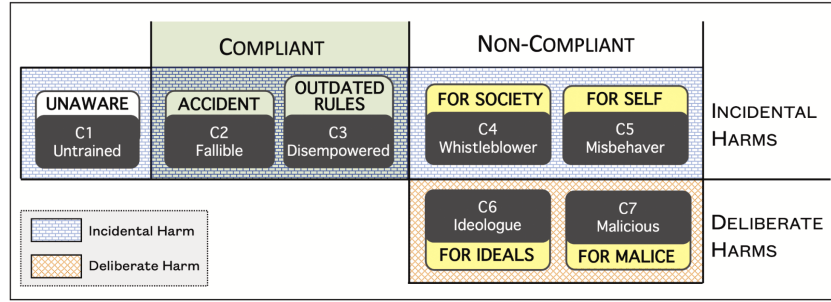 COMPLIANT
NON-COMPLIANT
UNAWARE
C1
Untrained
ACCIDENT
C2
Fallible
OUTDATED
RULES
C3
Disempowered
FOR SOCIETY
C4
Whistleblower
FOR SELF
C5
Misbehaver
INCIDENTAL
HARMS
C6
Ideologue
FOR IDEALS
C7
Malicious
FOR MALICE
DELIBERATE
HARMS
Incidental Harm
Deliberate Harm